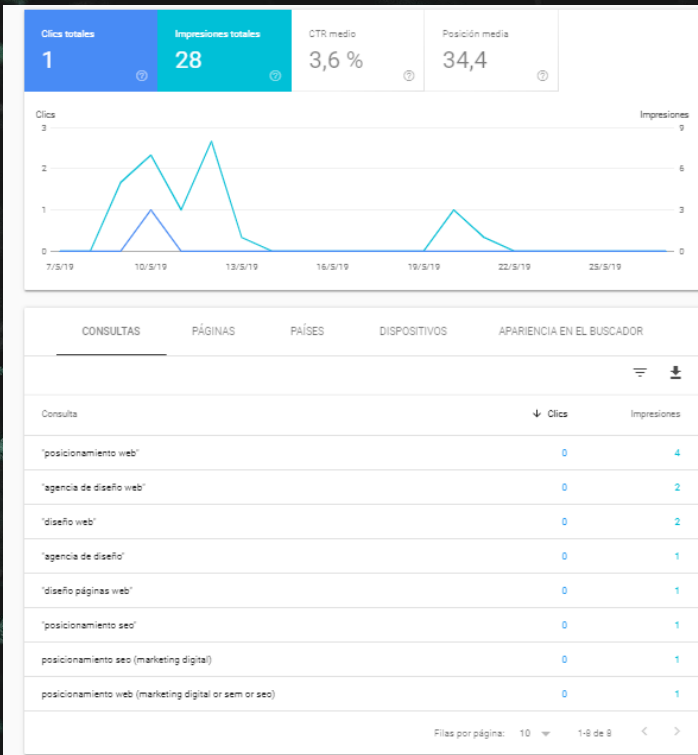 Clics totales Impresiones totales CTR medio Posición media
1 28 3,6 % 34,4
Clics Impresiones
3 9
2 6
1 3
0 0
7/5/19 10/5/19 13/5/19 16/5/19 19/5/19 22/5/19 25/5/19
CONSULTAS PÁGINAS PAÍSES DISPOSITIVOS APARIENCIA EN EL BUSCADOR
Consulta Clics Impresiones
"posicionamiento web" 0 4
"agencia de diseño web" 0 2
"diseño web" 0 2
"agencia de diseño" 0 1
"diseño páginas web" 0 1
"posicionamiento seo" 0 1
posicionamiento seo (marketing digital) 0 1
posicionamiento web (marketing digital or sem or seo) 0 1
Filas por página: 10 1-8 de 8